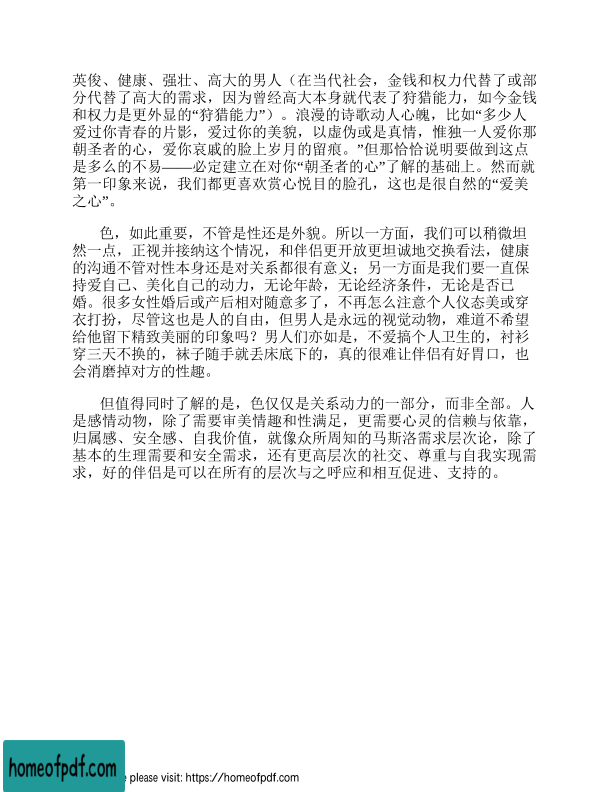 英俊、健康、强壮、高大的男人（在当代社会，金钱和权力代替了或部
分代替了高大的需求，因为曾经高大本身就代表了狩猎能力，如今金钱
和权力是更外显的“狩猎能力”）。浪漫的诗歌动人心魄，比如“多少人
爱过你青春的片影，爱过你的美貌，以虚伪或是真情，惟独一人爱你那
朝圣者的心，爱你哀戚的脸上岁月的留痕。”但那恰恰说明要做到这点
是多么的不易——必定建立在对你“朝圣者的心”了解的基础上。然而就
第一印象来说，我们都更喜欢赏心悦目的脸孔，这也是很自然的“爱美
之心”。
色，如此重要，不管是性还是外貌。所以一方面，我们可以稍微坦
然一点，正视并接纳这个情况，和伴侣更开放更坦诚地交换看法，健康
的沟通不管对性本身还是对关系都很有意义；另一方面是我们要一直保
持爱自己、美化自己的动力，无论年龄，无论经济条件，无论是否已
婚。很多女性婚后或产后相对随意多了，不再怎么注意个人仪态美或穿
衣打扮，尽管这也是人的自由，但男人是永远的视觉动物，难道不希望
给他留下精致美丽的印象吗？男人们亦如是，不爱搞个人卫生的，衬衫
穿三天不换的，袜子随手就丢床底下的，真的很难让伴侣有好胃口，也
会消磨掉对方的性趣。
但值得同时了解的是，色仅仅是关系动力的一部分，而非全部。人
是感情动物，除了需要审美情趣和性满足，更需要心灵的信赖与依靠，
归属感、安全感、自我价值，就像众所周知的马斯洛需求层次论，除了
基本的生理需要和安全需求，还有更高层次的社交、尊重与自我实现需
求，好的伴侣是可以在所有的层次与之呼应和相互促进、支持的。
homeofpdf.com
please visit: https://homeofpdf.com